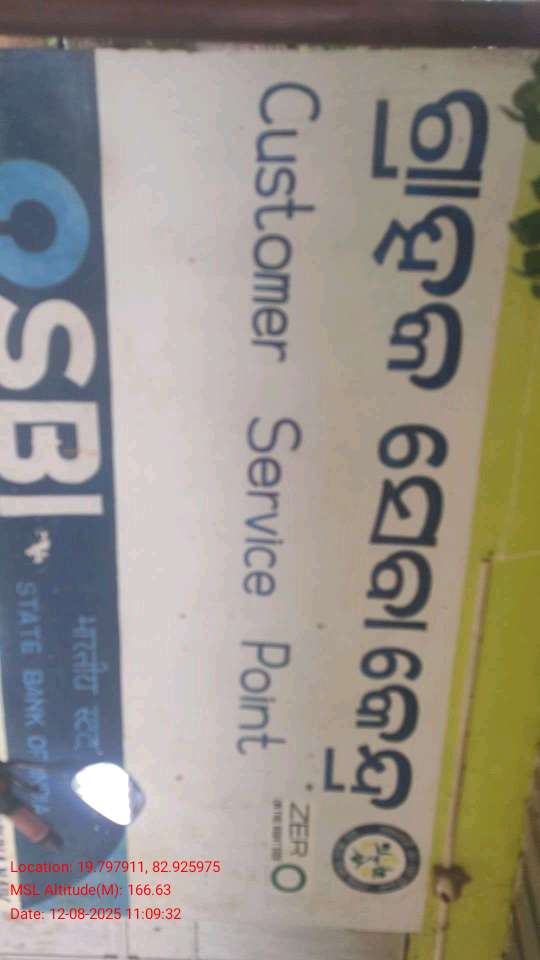 ଗ୍ରାହକ ସେବା କେନ୍ଦ୍ର
Customer Service Point
ZERO
SBI
भारतीय स्टेट
STATE BANK OF INDIA
Location: 19.797911, 82.925975
MSL Altitude(M): 166.63
Date: 12-08-2025 11:09:32